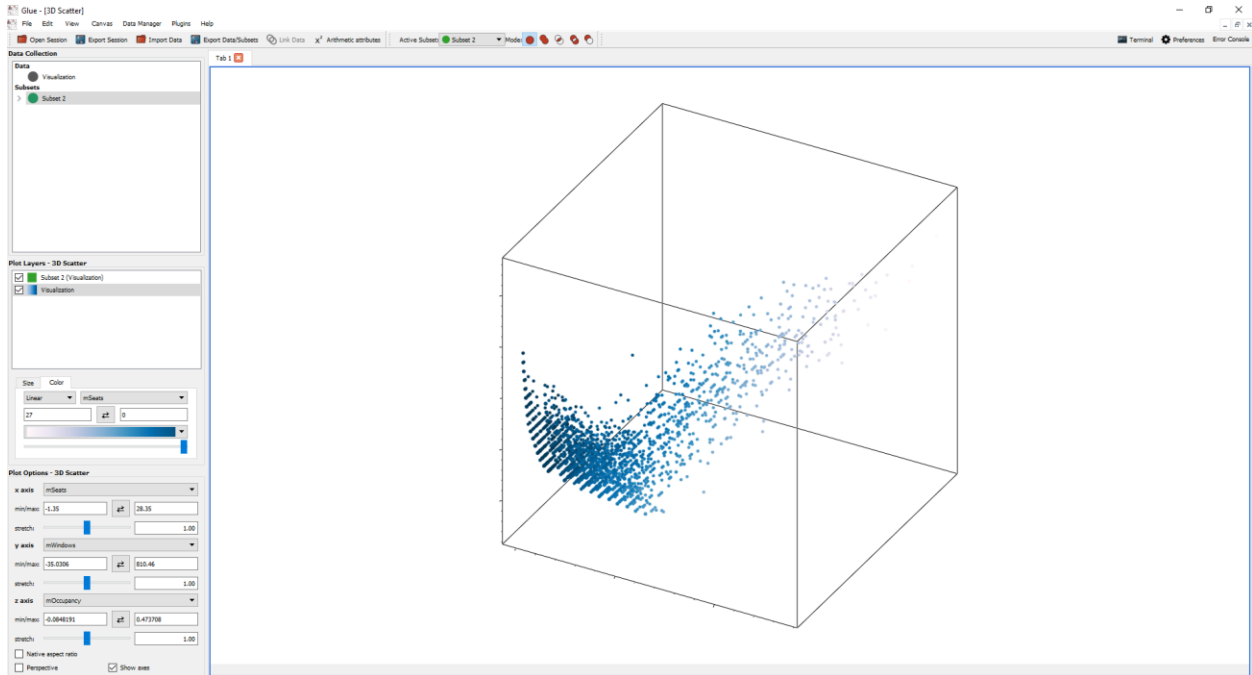 Glue - [3D Scatter]
File Edit View Canvas Data Manager Plugins Help
Open Session Export Session Import Data Export Data/Subsets Link Data x² Arithmetic attributes Active Subset: Subset 2 Mode: Terminal Preferences Error Console
Data Collection
Data
Visualization
Subsets
Subset 2
Tab 1
Plot Layers - 3D Scatter
Subset 2 (Visualization)
Visualization
Size Color
Linear mSeats
27 0
Plot Options - 3D Scatter
x axis mSeats
min/max: -1.35 28.35
stretch: 1.00
y axis mWindows
min/max: -35.0306 810.46
stretch: 1.00
z axis mOccupancy
min/max: -0.0848191 0.473708
stretch: 1.00
Native aspect ratio
Perspective Show axes